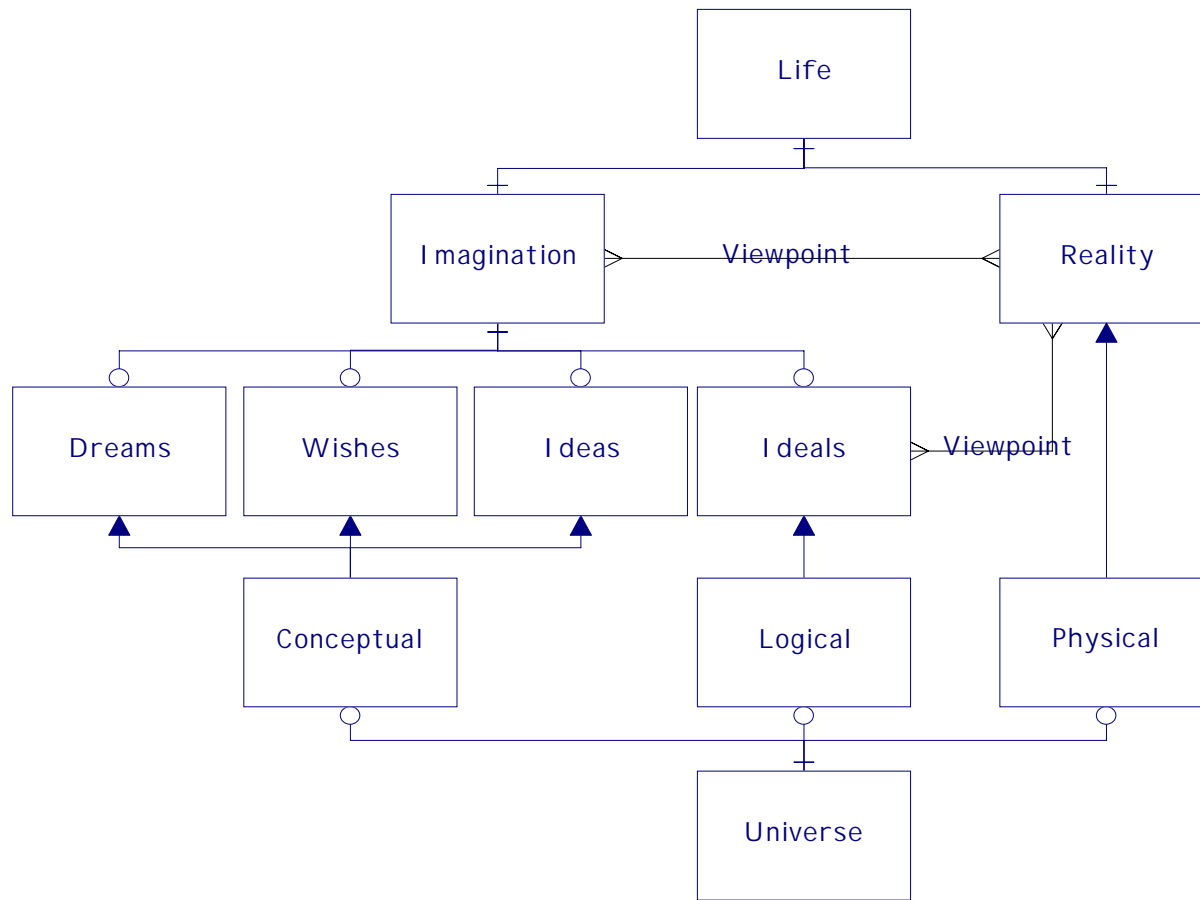 Life
Imagination
Viewpoint
Reality
Dreams
Wishes
Ideas
Ideals
Viewpoint
Conceptual
Logical
Physical
Universe